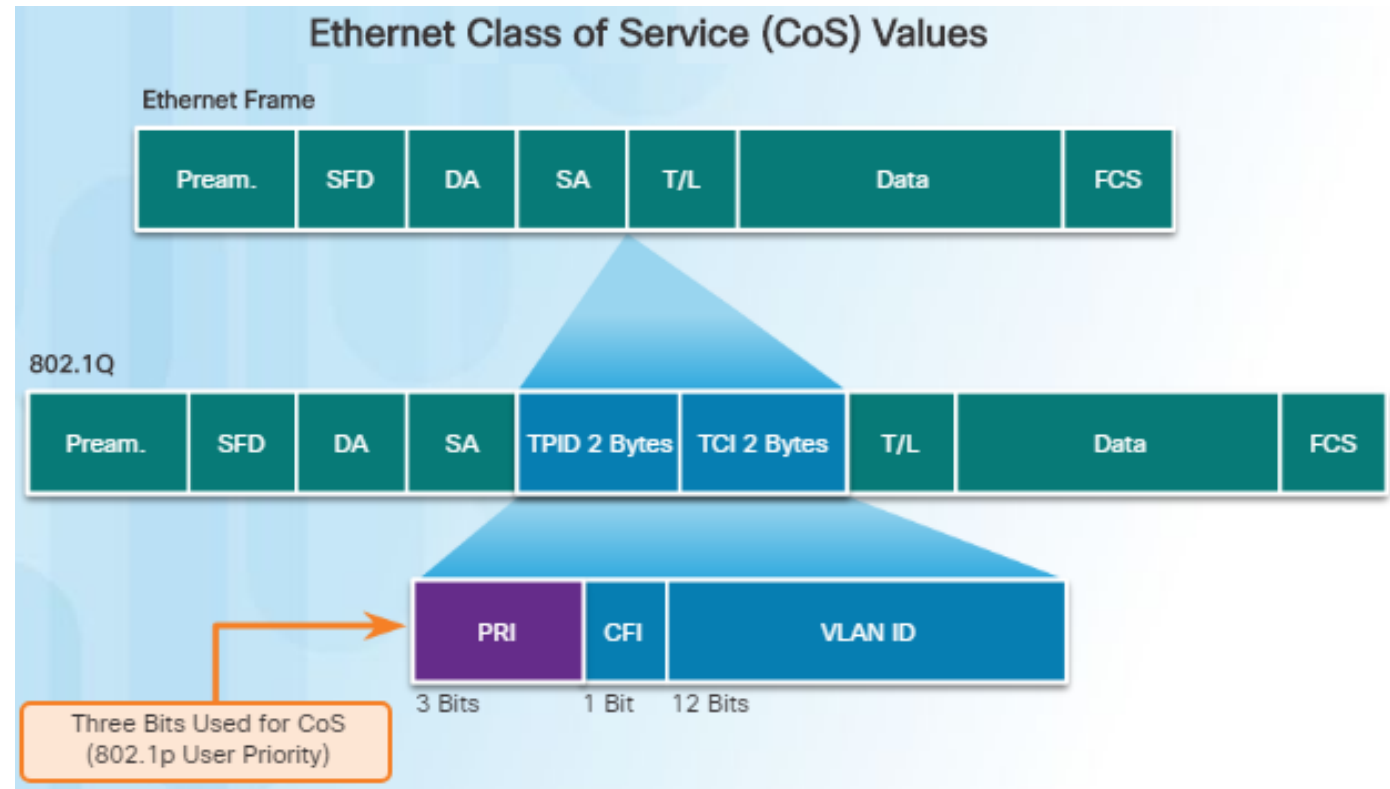 Ethernet Class of Service (CoS) Values
Ethernet Frame
Pream. SFD DA SA T/L Data FCS
802.1Q
Pream. SFD DA SA TPID 2 Bytes TCI 2 Bytes T/L Data FCS
PRI CFI VLAN ID
3 Bits 1 Bit 12 Bits
Three Bits Used for CoS
(802.1p User Priority)